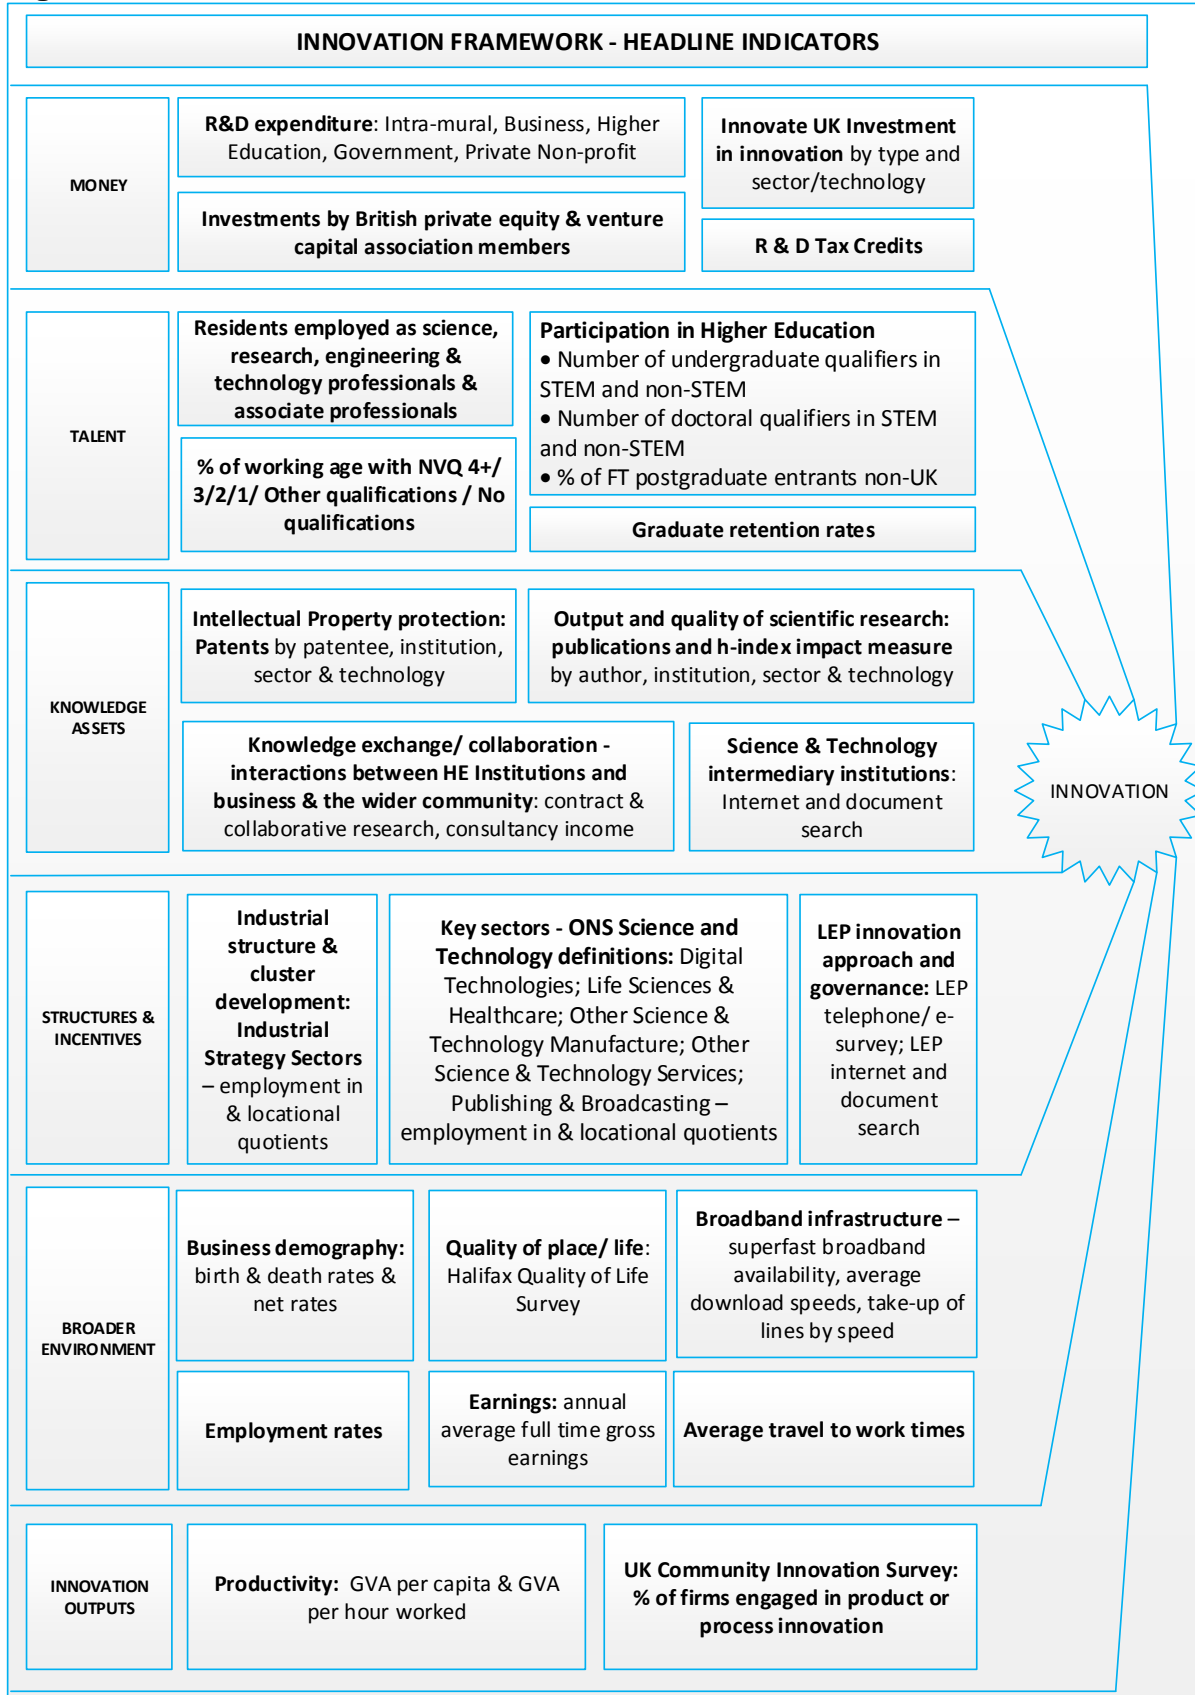 INNOVATION FRAMEWORK - HEADLINE INDICATORS
MONEY
R&D expenditure: Intra-mural, Business, Higher
Education, Government, Private Non-profit
Innovate UK Investment
in innovation by type and
sector/technology
Investments by British private equity & venture
capital association members
R & D Tax Credits
TALENT
Residents employed as science,
research, engineering &
technology professionals &
associate professionals
Participation in Higher Education
• Number of undergraduate qualifiers in
STEM and non-STEM
• Number of doctoral qualifiers in STEM
and non-STEM
• % of FT postgraduate entrants non-UK
% of working age with NVQ 4+/
3/2/1/ Other qualifications / No
qualifications
Graduate retention rates
KNOWLEDGE
ASSETS
Intellectual Property protection:
Patents by patentee, institution,
sector & technology
Output and quality of scientific research:
publications and h-index impact measure
by author, institution, sector & technology
Knowledge exchange/ collaboration -
interactions between HE Institutions and
business & the wider community: contract &
collaborative research, consultancy income
Science & Technology
intermediary institutions:
Internet and document
search
INNOVATION
STRUCTURES &
INCENTIVES
Industrial
structure &
cluster
development:
Industrial
Strategy Sectors
– employment in
& locational
quotients
Key sectors - ONS Science and
Technology definitions: Digital
Technologies; Life Sciences &
Healthcare; Other Science &
Technology Manufacture; Other
Science & Technology Services;
Publishing & Broadcasting –
employment in & locational quotients
LEP innovation
approach and
governance: LEP
telephone/ e-
survey; LEP
internet and
document
search
BROADER
ENVIRONMENT
Business demography:
birth & death rates &
net rates
Quality of place/ life:
Halifax Quality of Life
Survey
Broadband infrastructure –
superfast broadband
availability, average
download speeds, take-up of
lines by speed
Employment rates
Earnings: annual
average full time gross
earnings
Average travel to work times
INNOVATION
OUTPUTS
Productivity: GVA per capita & GVA
per hour worked
UK Community Innovation Survey:
% of firms engaged in product or
process innovation